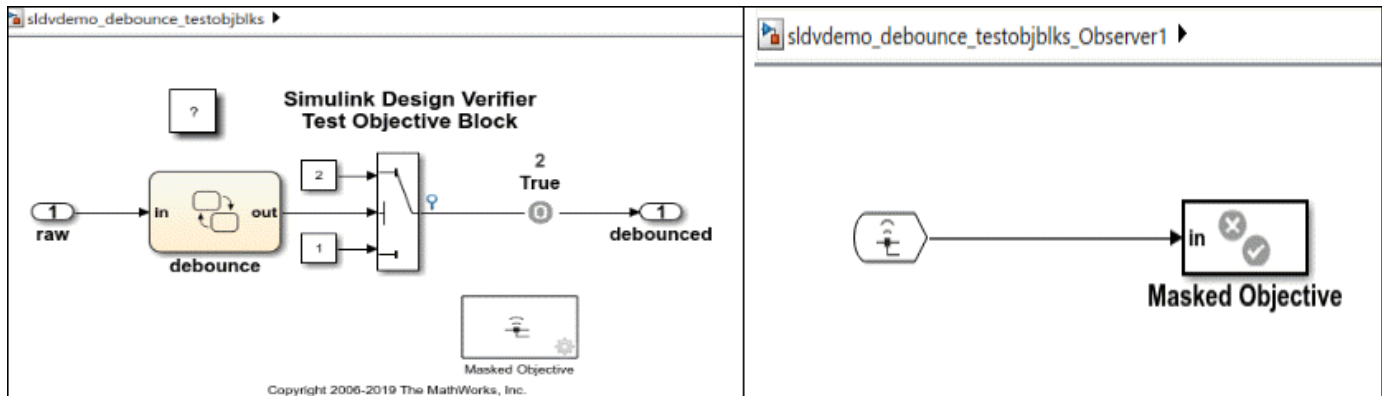 sldvdemo_debounce_testobjblks
?
Simulink Design Verifier
Test Objective Block
2
2
True
1
raw
in
out
debounce
1
1
debounced
Masked Objective
Copyright 2006-2019 The MathWorks, Inc.
sldvdemo_debounce_testobjblks_Observer1
in
Masked Objective